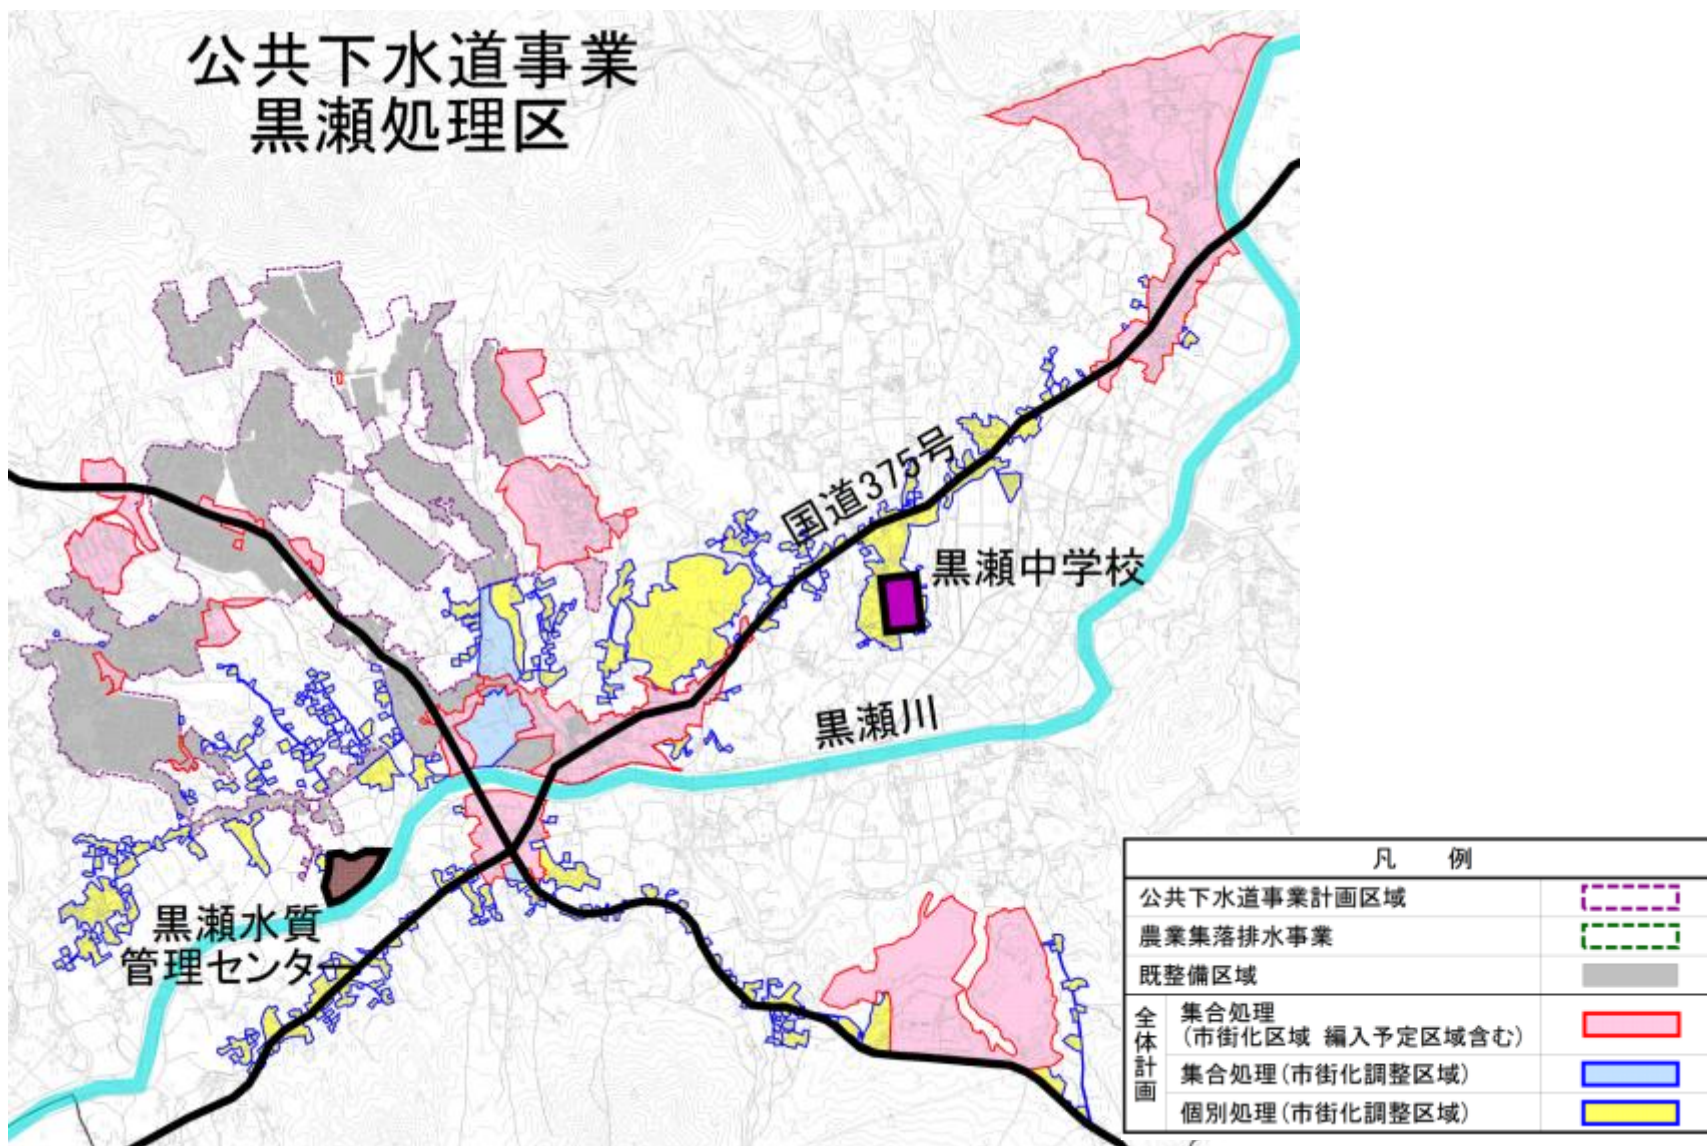 公共下水道事業
黒瀬処理区
国道375号
黒瀬中学校
黒瀬川
黒瀬水質
管理センター
凡 例
公共下水道事業計画区域
農業集落排水事業
既整備区域
全体計画
集合処理
(市街化区域 編入予定区域含む)
集合処理(市街化調整区域)
個別処理(市街化調整区域)